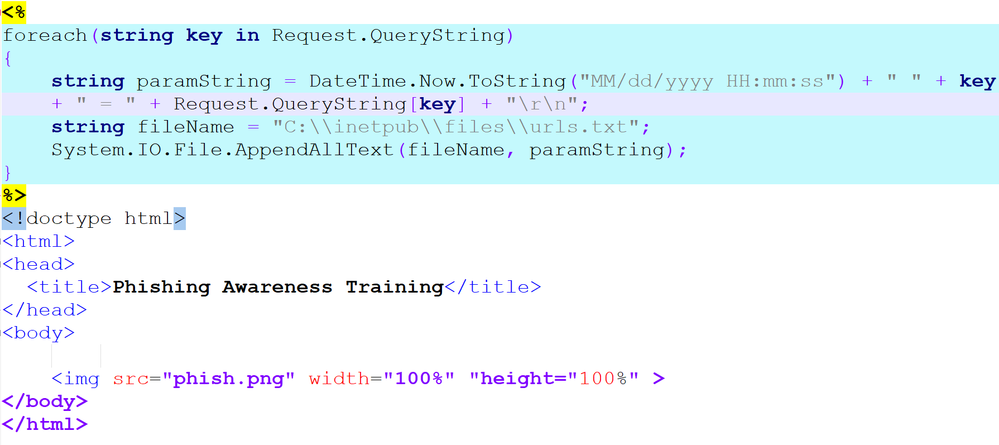 <%
foreach(string key in Request.QueryString)
{
    string paramString = DateTime.Now.ToString("MM/dd/yyyy HH:mm:ss") + " " + key
    + " = " + Request.QueryString[key] + "\r\n";
    string fileName = "C:\\inetpub\\files\\urls.txt";
    System.IO.File.AppendAllText(fileName, paramString);
}
%>
<!doctype html>
<html>
<head>
  <title>Phishing Awareness Training</title>
</head>
<body>
    <img src="phish.png" width="100%" "height="100%" >
</body>
</html>